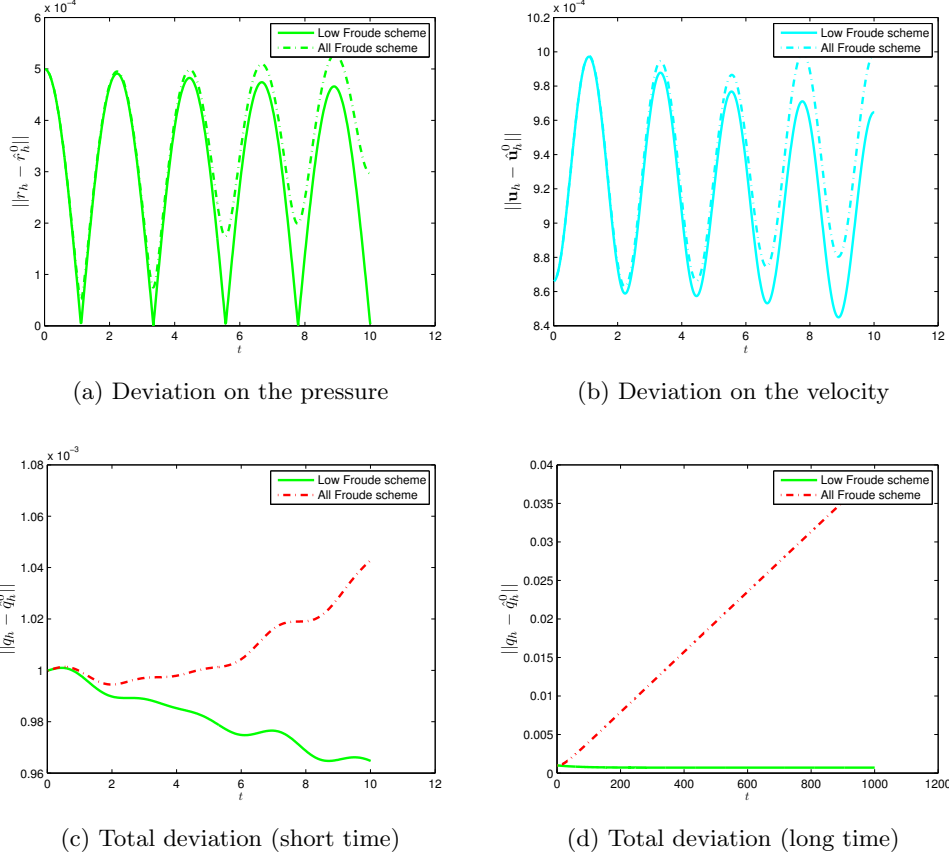 x 10⁻⁴
6
5
4
3
2
1
0
0 2 4 6 8 10 12
t
||r_h − r̂_h^0||
Low Froude scheme
All Froude scheme
(a) Deviation on the pressure
x 10⁻⁴
10.2
10
9.8
9.6
9.4
9.2
9
8.8
8.6
8.4
0 2 4 6 8 10 12
t
||𝐮_h − 𝐮̂_h^0||
Low Froude scheme
All Froude scheme
(b) Deviation on the velocity
x 10⁻³
1.08
1.06
1.04
1.02
1
0.98
0.96
0 2 4 6 8 10 12
t
||q_h − q̂_h^0||
Low Froude scheme
All Froude scheme
(c) Total deviation (short time)
0.04
0.035
0.03
0.025
0.02
0.015
0.01
0.005
0
0 200 400 600 800 1000 1200
t
||q_h − q̂_h^0||
Low Froude scheme
All Froude scheme
(d) Total deviation (long time)